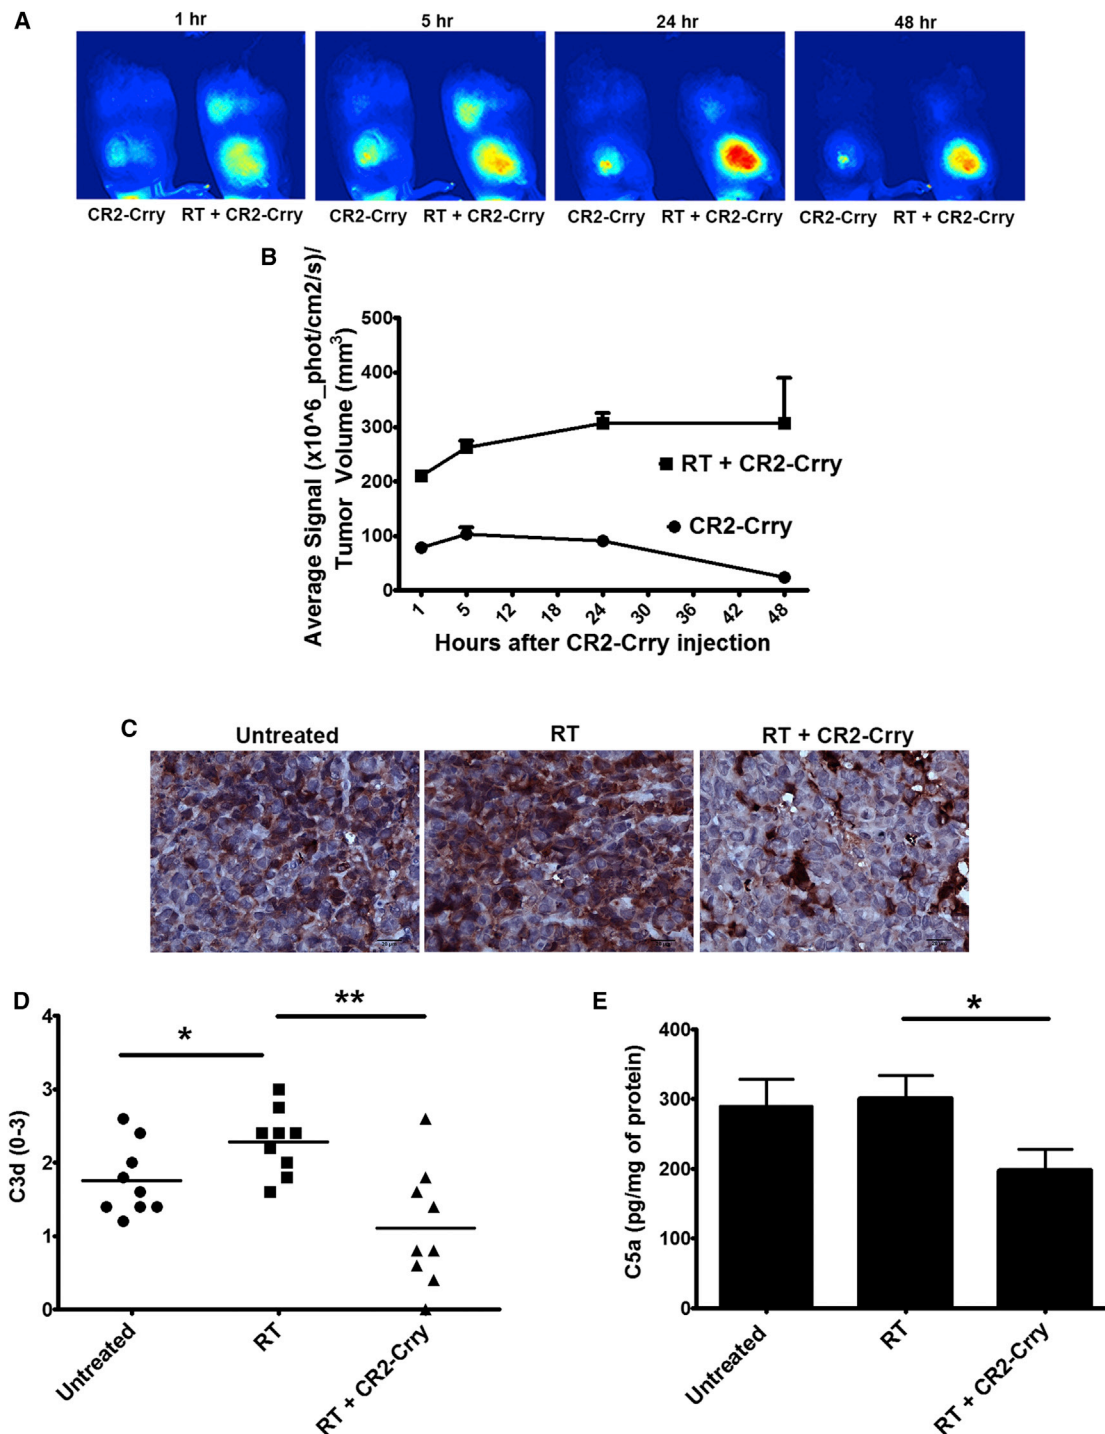 A
1 hr
5 hr
24 hr
48 hr
CR2-Crry
RT + CR2-Crry
CR2-Crry
RT + CR2-Crry
CR2-Crry
RT + CR2-Crry
CR2-Crry
RT + CR2-Crry
B
Average Signal (x10^6_phot/cm2/s)/
Tumor Volume (mm³)
500
400
300
200
100
0
RT + CR2-Crry
CR2-Crry
1
5
12
18
24
30
36
42
48
Hours after CR2-Crry injection
C
Untreated
RT
RT + CR2-Crry
D
C3d (0-3)
4
3
2
1
0
*
**
Untreated
RT
RT + CR2-Crry
E
C5a (pg/mg of protein)
400
300
200
100
0
*
Untreated
RT
RT + CR2-Crry